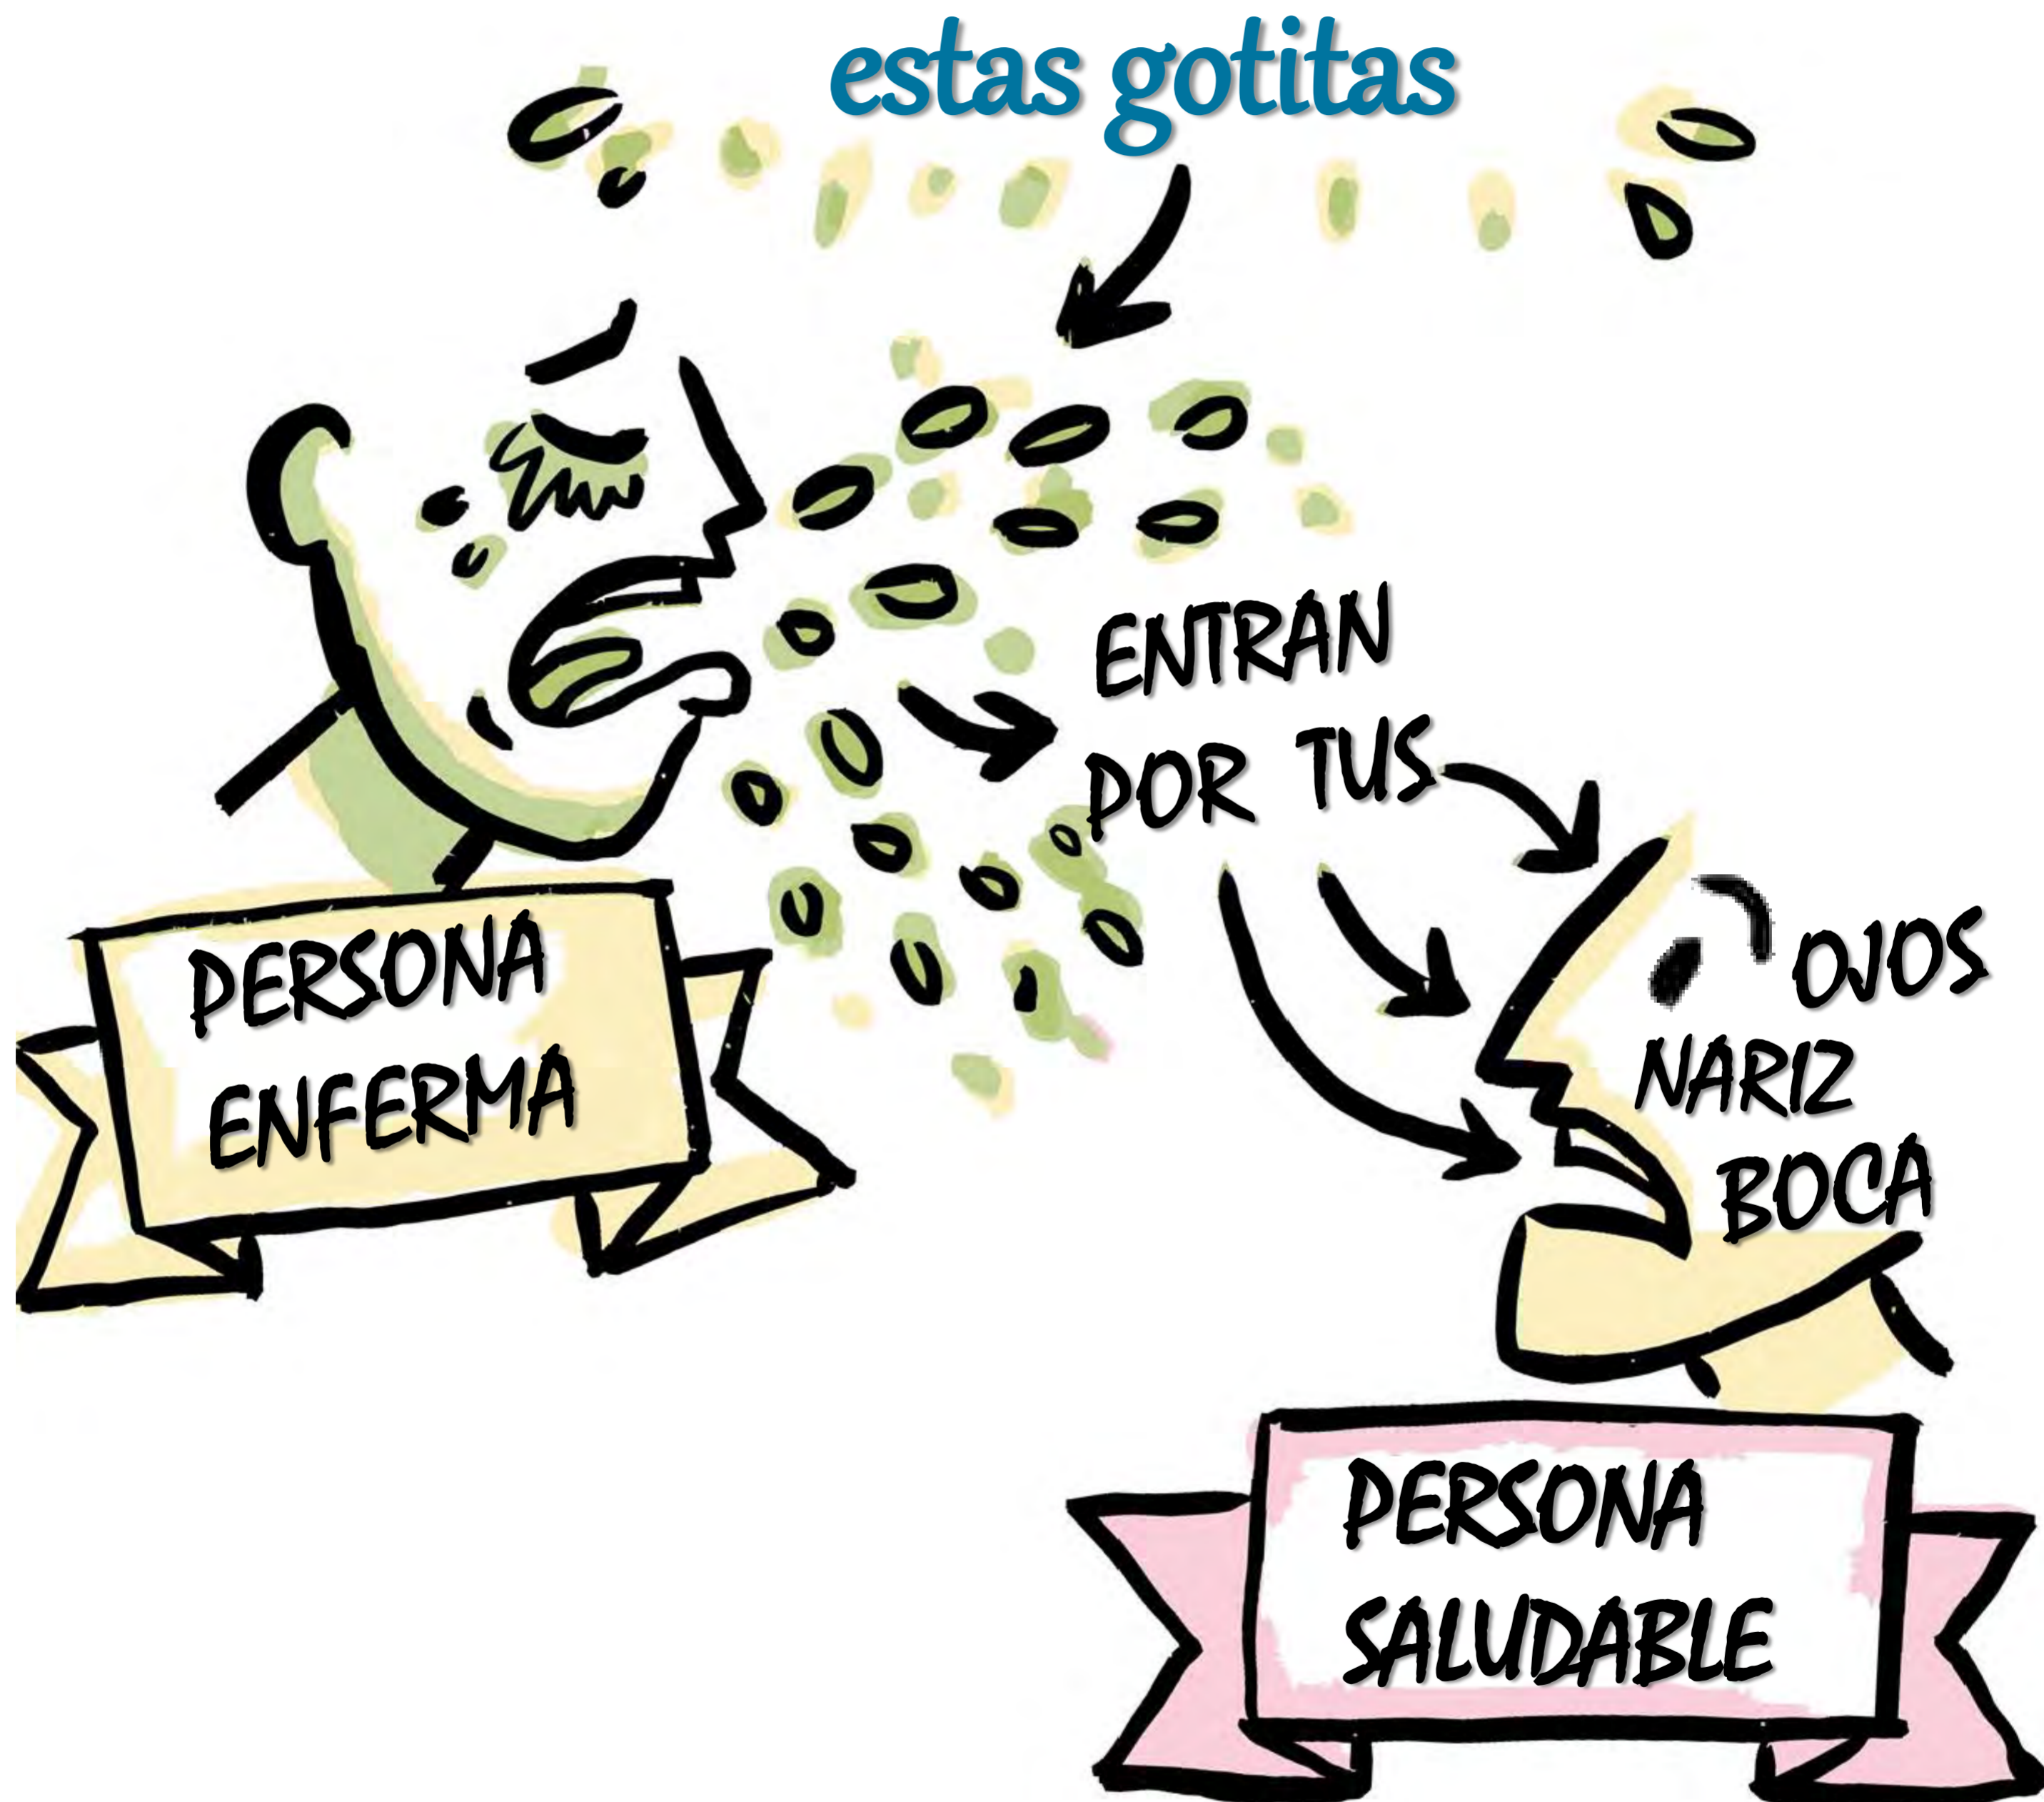 estas gotitas
ENTRAN
POR TUS
OJOS
NARIZ
BOCA
PERSONA
ENFERMA
PERSONA
SALUDABLE